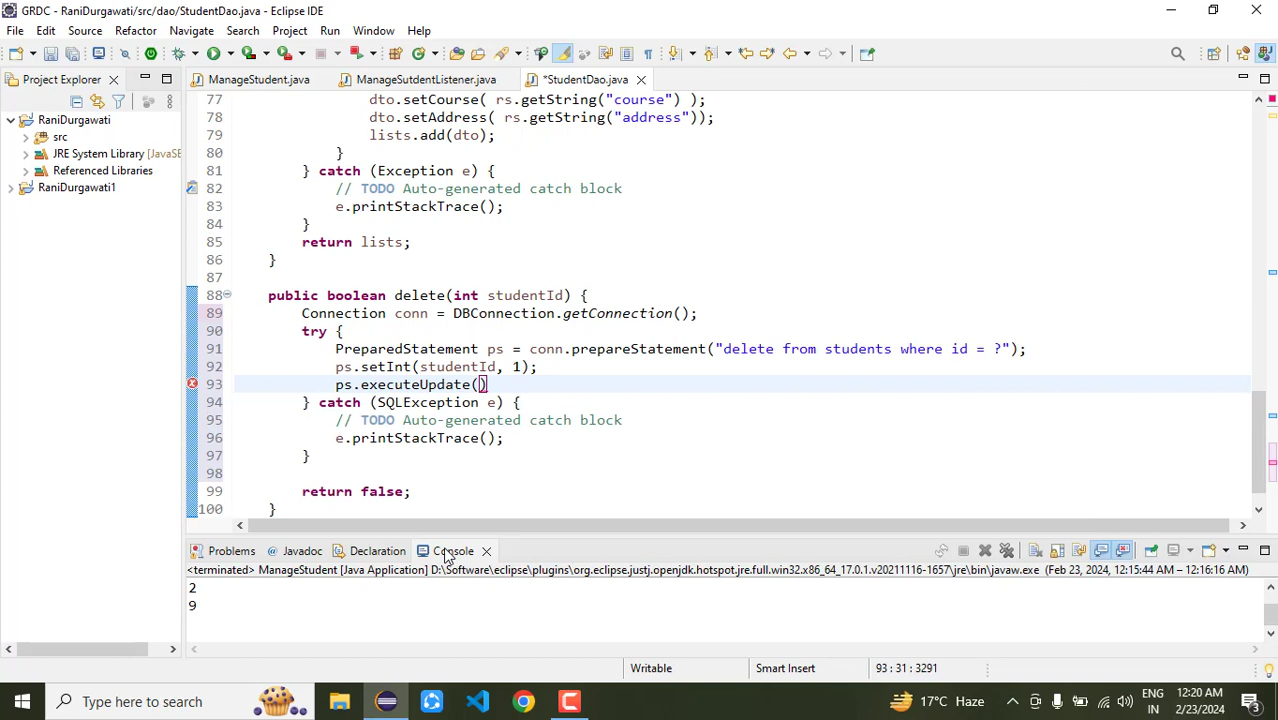 GRDC - RaniDurgawati/src/dao/StudentDao.java - Eclipse IDE
File Edit Source Refactor Navigate Search Project Run Window Help
Project Explorer
ManageStudent.java ManageSutdentListener.java *StudentDao.java
RaniDurgawati
src
JRE System Library [JavaSE
Referenced Libraries
RaniDurgawati1
77 dto.setCourse( rs.getString("course") );
78 dto.setAddress( rs.getString("address"));
79 lists.add(dto);
80 }
81 } catch (Exception e) {
82 // TODO Auto-generated catch block
83 e.printStackTrace();
84 }
85 return lists;
86 }
87
88 public boolean delete(int studentId) {
89 Connection conn = DBConnection.getConnection();
90 try {
91 PreparedStatement ps = conn.prepareStatement("delete from students where id = ?");
92 ps.setInt(studentId, 1);
93 ps.executeUpdate()
94 } catch (SQLException e) {
95 // TODO Auto-generated catch block
96 e.printStackTrace();
97 }
98
99 return false;
100 }
Problems Javadoc Declaration Console
<terminated> ManageStudent [Java Application] D:\Software\eclipse\plugins\org.eclipse.justj.openjdk.hotspot.jre.full.win32.x86_64_17.0.1.v20211116-1657\jre\bin\javaw.exe (Feb 23, 2024, 12:15:44 AM – 12:16:16 AM)
2
9
Writable Smart Insert 93 : 31 : 3291
Type here to search
17°C Haze
ENG
IN
12:20 AM
2/23/2024
3